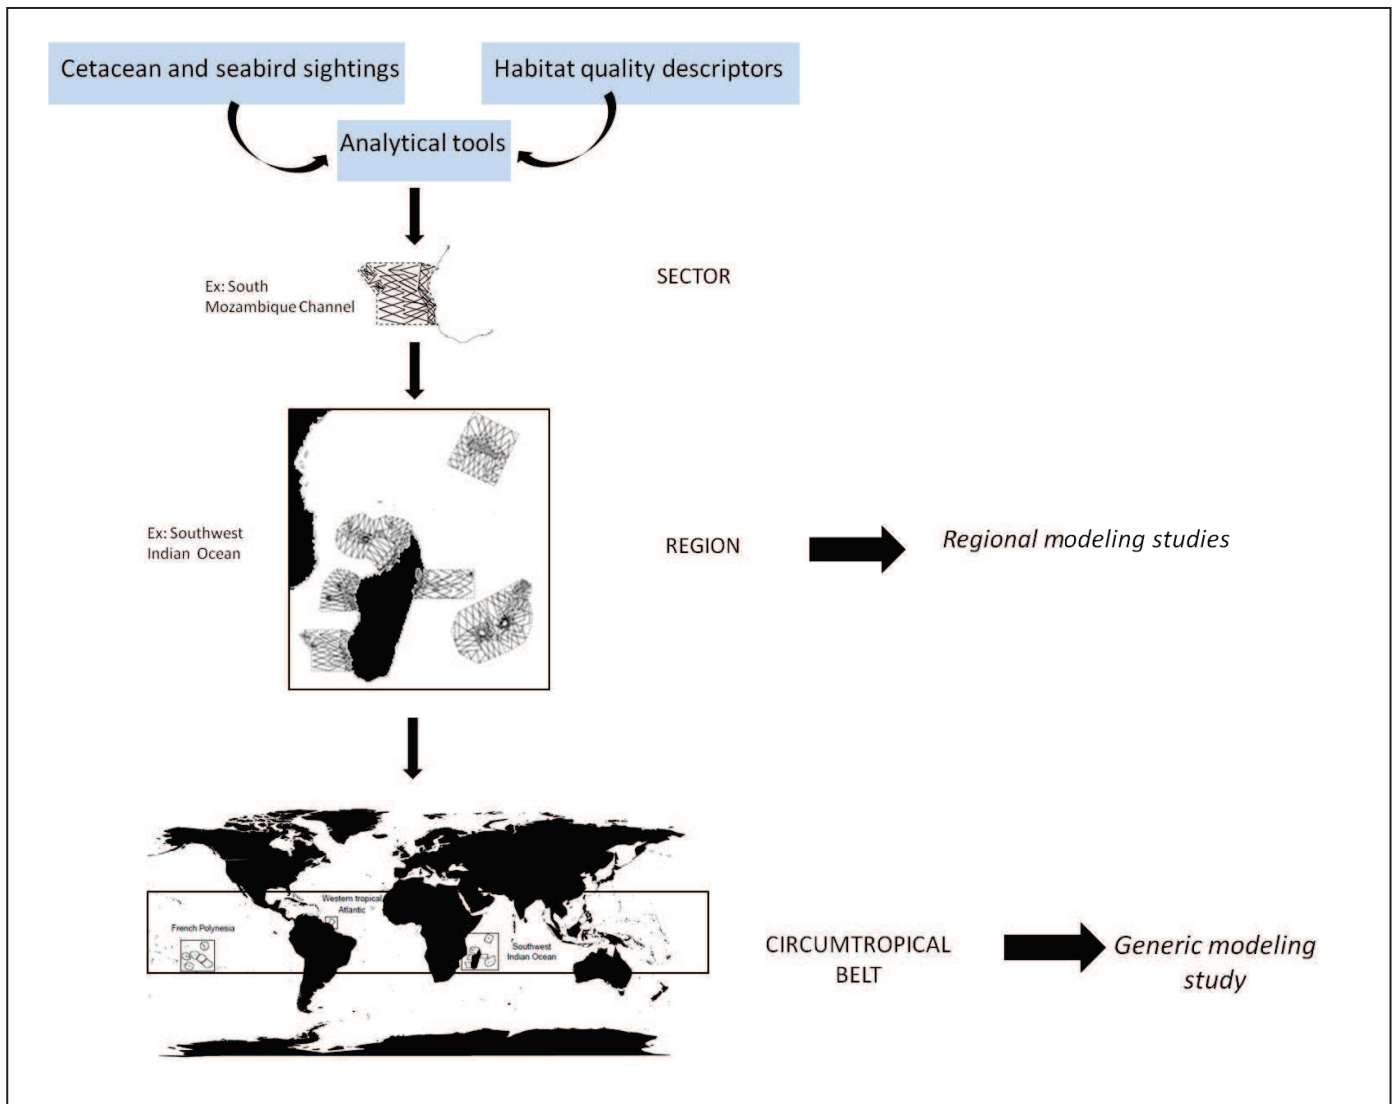 Cetacean and seabird sightings
Habitat quality descriptors
Analytical tools
Ex: South
Mozambique Channel
SECTOR
Ex: Southwest
Indian Ocean
REGION
Regional modeling studies
Western tropical
Atlantic
French Polynesia
Southwest
Indian Ocean
CIRCUMTROPICAL
BELT
Generic modeling
study